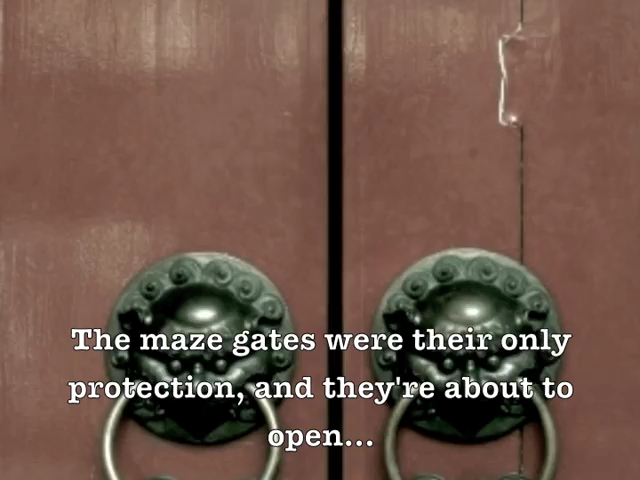 The maze gates were their only
protection, and they're about to
open...